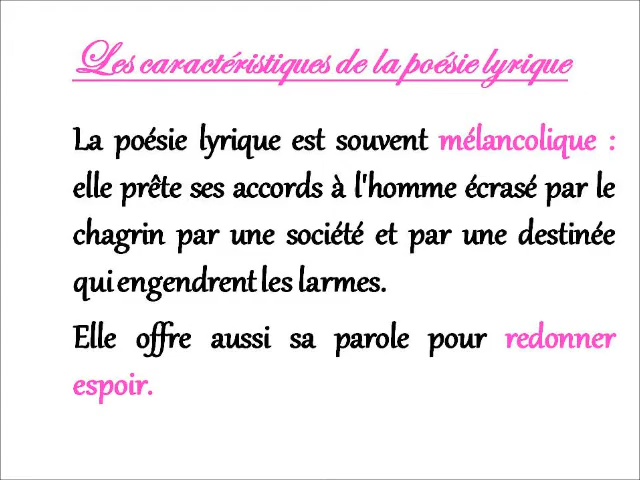 Les caractéristiques de la poésie lyrique
La poésie lyrique est souvent mélancolique :
elle prête ses accords à l'homme écrasé par le
chagrin par une société et par une destinée
qui engendrent les larmes.
Elle offre aussi sa parole pour redonner
espoir.